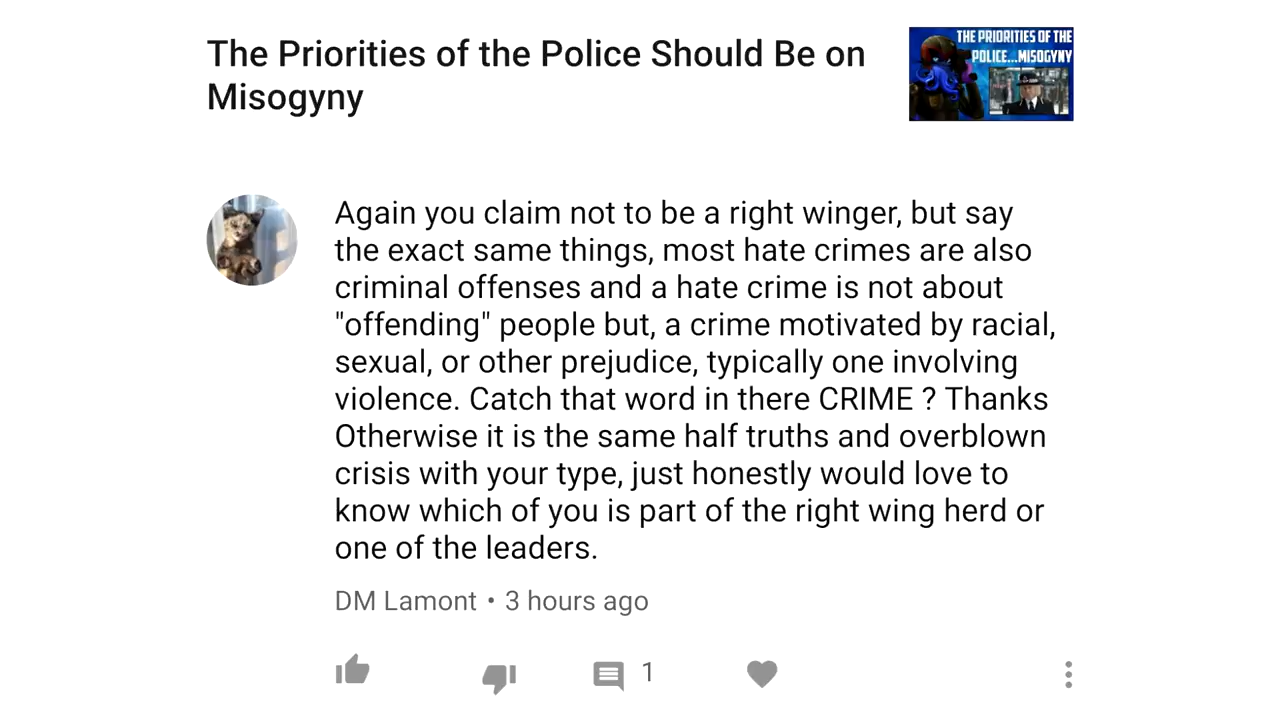 The Priorities of the Police Should Be on
Misogyny
THE PRIORITIES OF THE
POLICE...MISOGYNY
Again you claim not to be a right winger, but say
the exact same things, most hate crimes are also
criminal offenses and a hate crime is not about
"offending" people but, a crime motivated by racial,
sexual, or other prejudice, typically one involving
violence. Catch that word in there CRIME ? Thanks
Otherwise it is the same half truths and overblown
crisis with your type, just honestly would love to
know which of you is part of the right wing herd or
one of the leaders.
DM Lamont • 3 hours ago
1